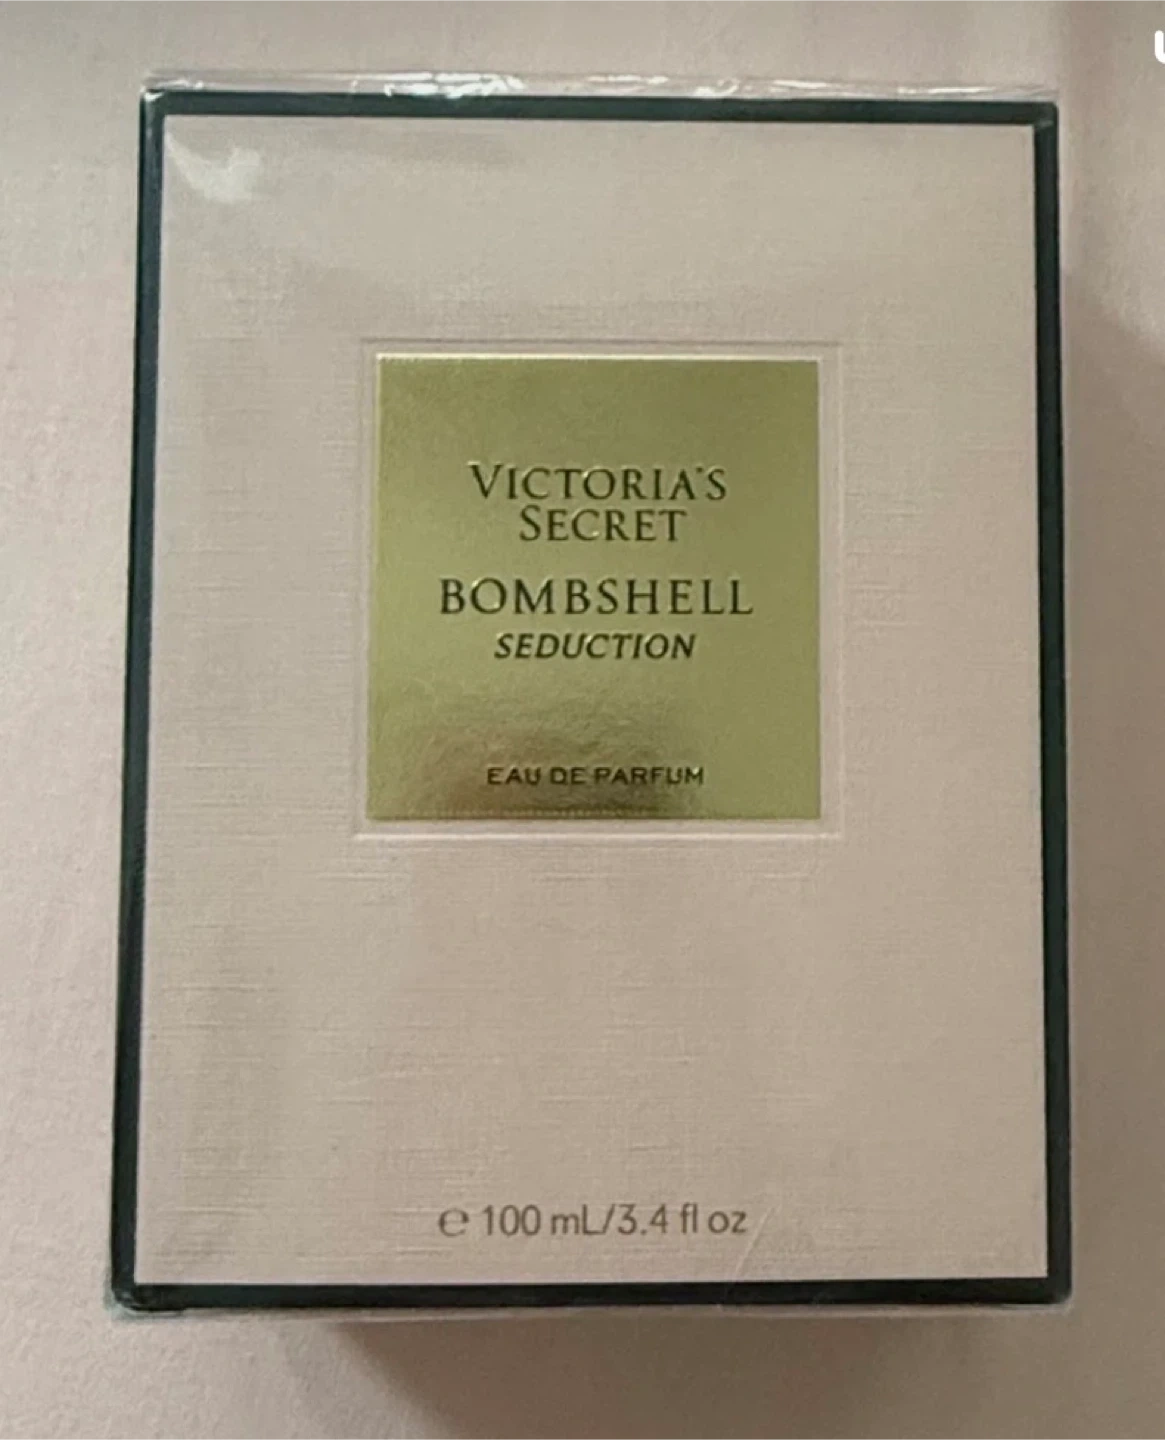 VICTORIA'S
SECRET
BOMBSHELL
SEDUCTION
EAU DE PARFUM
℮ 100 mL/3.4 fl oz